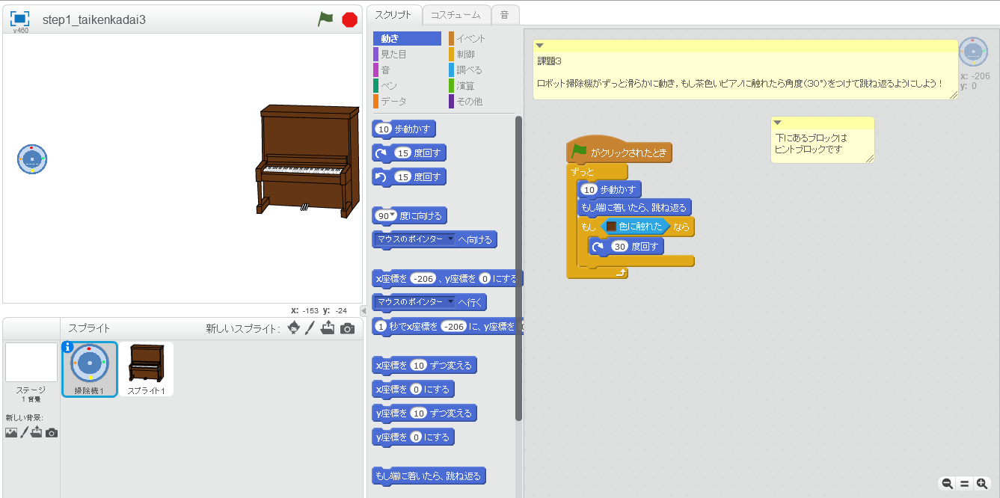 step1_taikenkadai3
y460
スクリプト
コスチューム
音
動き
イベント
見た目
制御
音
調べる
ペン
演算
データ
その他
10 歩動かす
15 度回す
15 度回す
90 度に向ける
マウスのポインター へ向ける
x座標を -206 、y座標を 0 にする
マウスのポインター へ行く
1 秒でx座標を -206 に、y座標を
x座標を 10 ずつ変える
x座標を 0 にする
y座標を 10 ずつ変える
y座標を 0 にする
もし端に着いたら、跳ね返る
課題3
ロボット掃除機がずっと滑らかに動き，もし茶色いピアノに触れたら角度(30°)をつけて跳ね返るようにしよう！
x: -206
y: 0
下にあるブロックは
ヒントブロックです
がクリックされたとき
ずっと
10 歩動かす
もし端に着いたら、跳ね返る
もし 色に触れた なら
30 度回す
x: -153 y: -24
スプライト
新しいスプライト:
ステージ
1 背景
新しい背景:
掃除機1
スプライト1